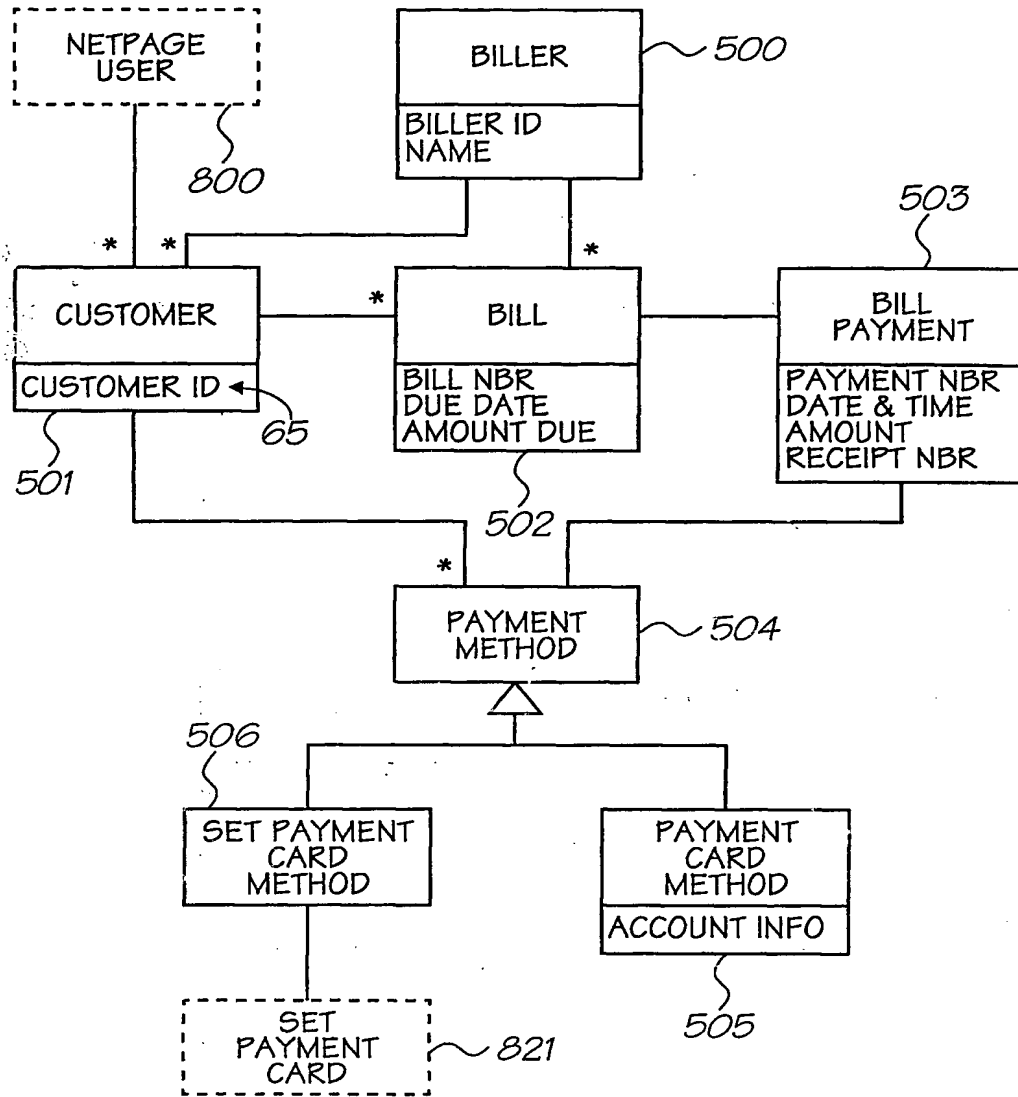 NETPAGE
USER
800
BILLER
BILLER ID
NAME
500
* *
CUSTOMER
CUSTOMER ID
65
501
*
*
BILL
BILL NBR
DUE DATE
AMOUNT DUE
502
503
BILL
PAYMENT
PAYMENT NBR
DATE & TIME
AMOUNT
RECEIPT NBR
*
PAYMENT
METHOD
504
506
SET PAYMENT
CARD
METHOD
PAYMENT
CARD
METHOD
ACCOUNT INFO
505
SET
PAYMENT
CARD
821